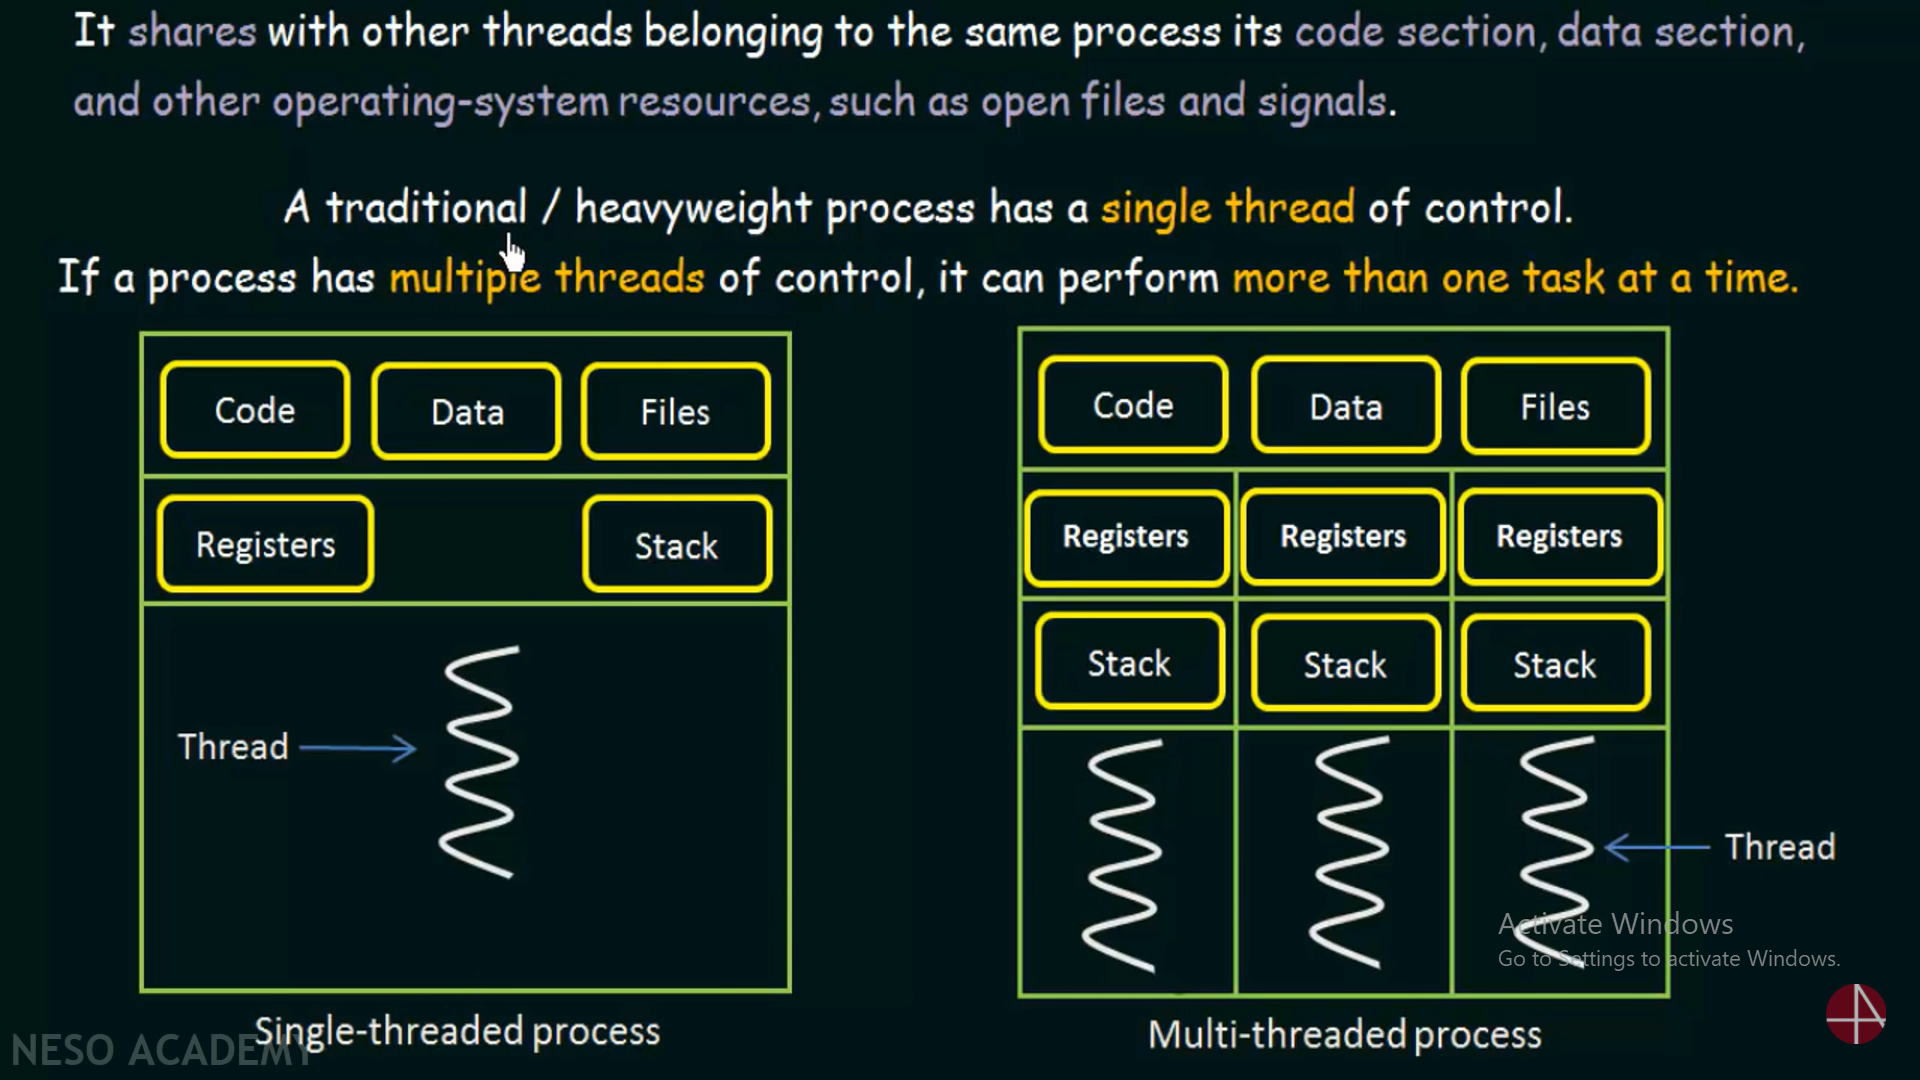 It shares with other threads belonging to the same process its code section, data section,
and other operating-system resources, such as open files and signals.
A traditional / heavyweight process has a single thread of control.
If a process has multiple threads of control, it can perform more than one task at a time.
Code Data Files
Registers Stack
Thread
Single-threaded process
Code Data Files
Registers Registers Registers
Stack Stack Stack
Thread
Multi-threaded process
Activate Windows
Go to Settings to activate Windows.
NESO ACADEMY